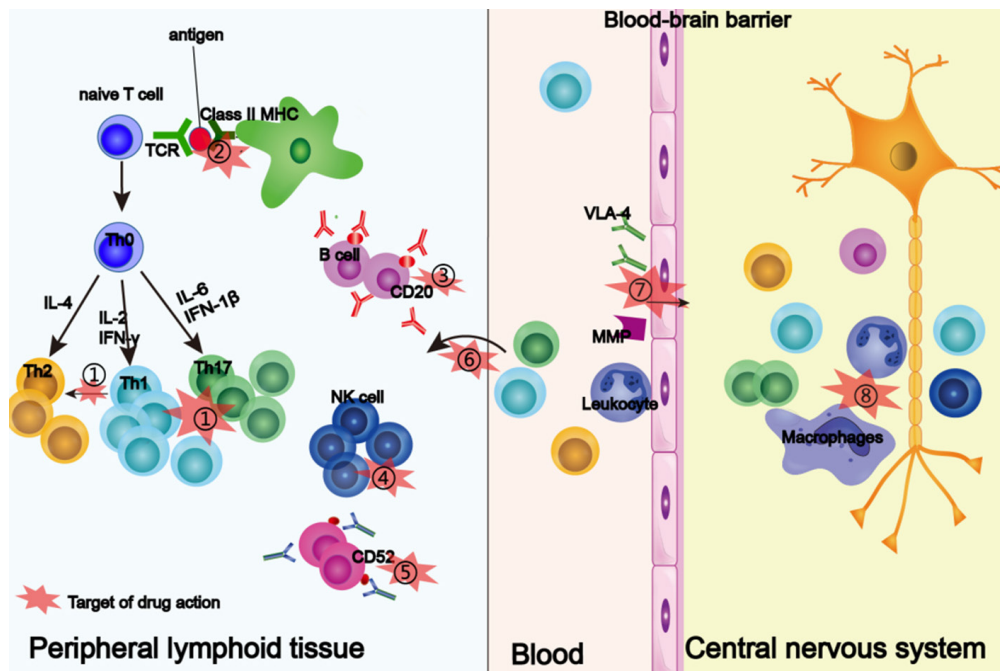 Blood-brain barrier
antigen
naive T cell
Class II MHC
TCR
②
Th0
IL-4
IL-2
IFN-γ
IL-6
IFN-1β
B cell
CD20
③
VLA-4
⑦
MMP
⑥
Th2
①
Th1
Th17
①
NK cell
④
Leukocyte
⑧
Macrophages
CD52
⑤
Target of drug action
Peripheral lymphoid tissue
Blood
Central nervous system